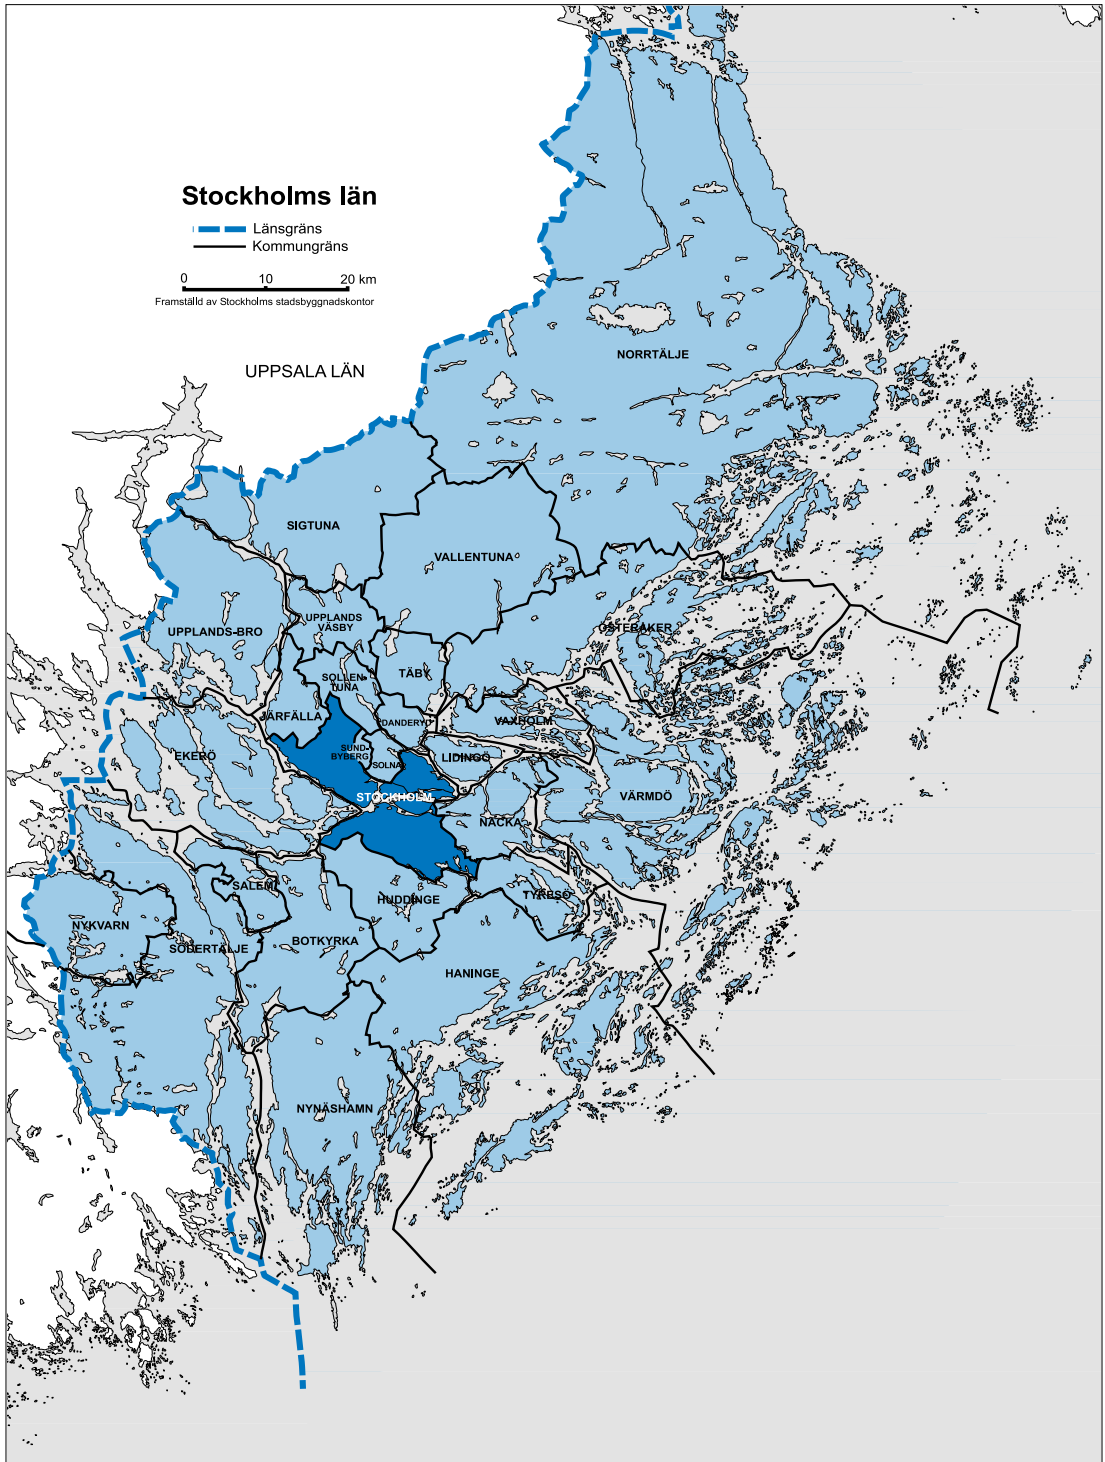 Stockholms län
Länsgräns
Kommungräns
0 10 20 km
Framställd av Stockholms stadsbyggnadskontor
UPPSALA LÄN
NORRTÄLJE
SIGTUNA
VALLENTUNA
UPPLANDS-BRO
UPPLANDS
VÄSBY
ÖSTERÅKER
TÄBY
SOLLEN-
TUNA
JÄRFÄLLA
DANDERYD
VAXHOLM
EKERÖ
SUND-
BYBERG
SOLNA
LIDINGÖ
STOCKHOLM
VÄRMDÖ
NACKA
SALEM
HUDDINGE
TYRESÖ
NYKVARN
SÖDERTÄLJE
BOTKYRKA
HANINGE
NYNÄSHAMN